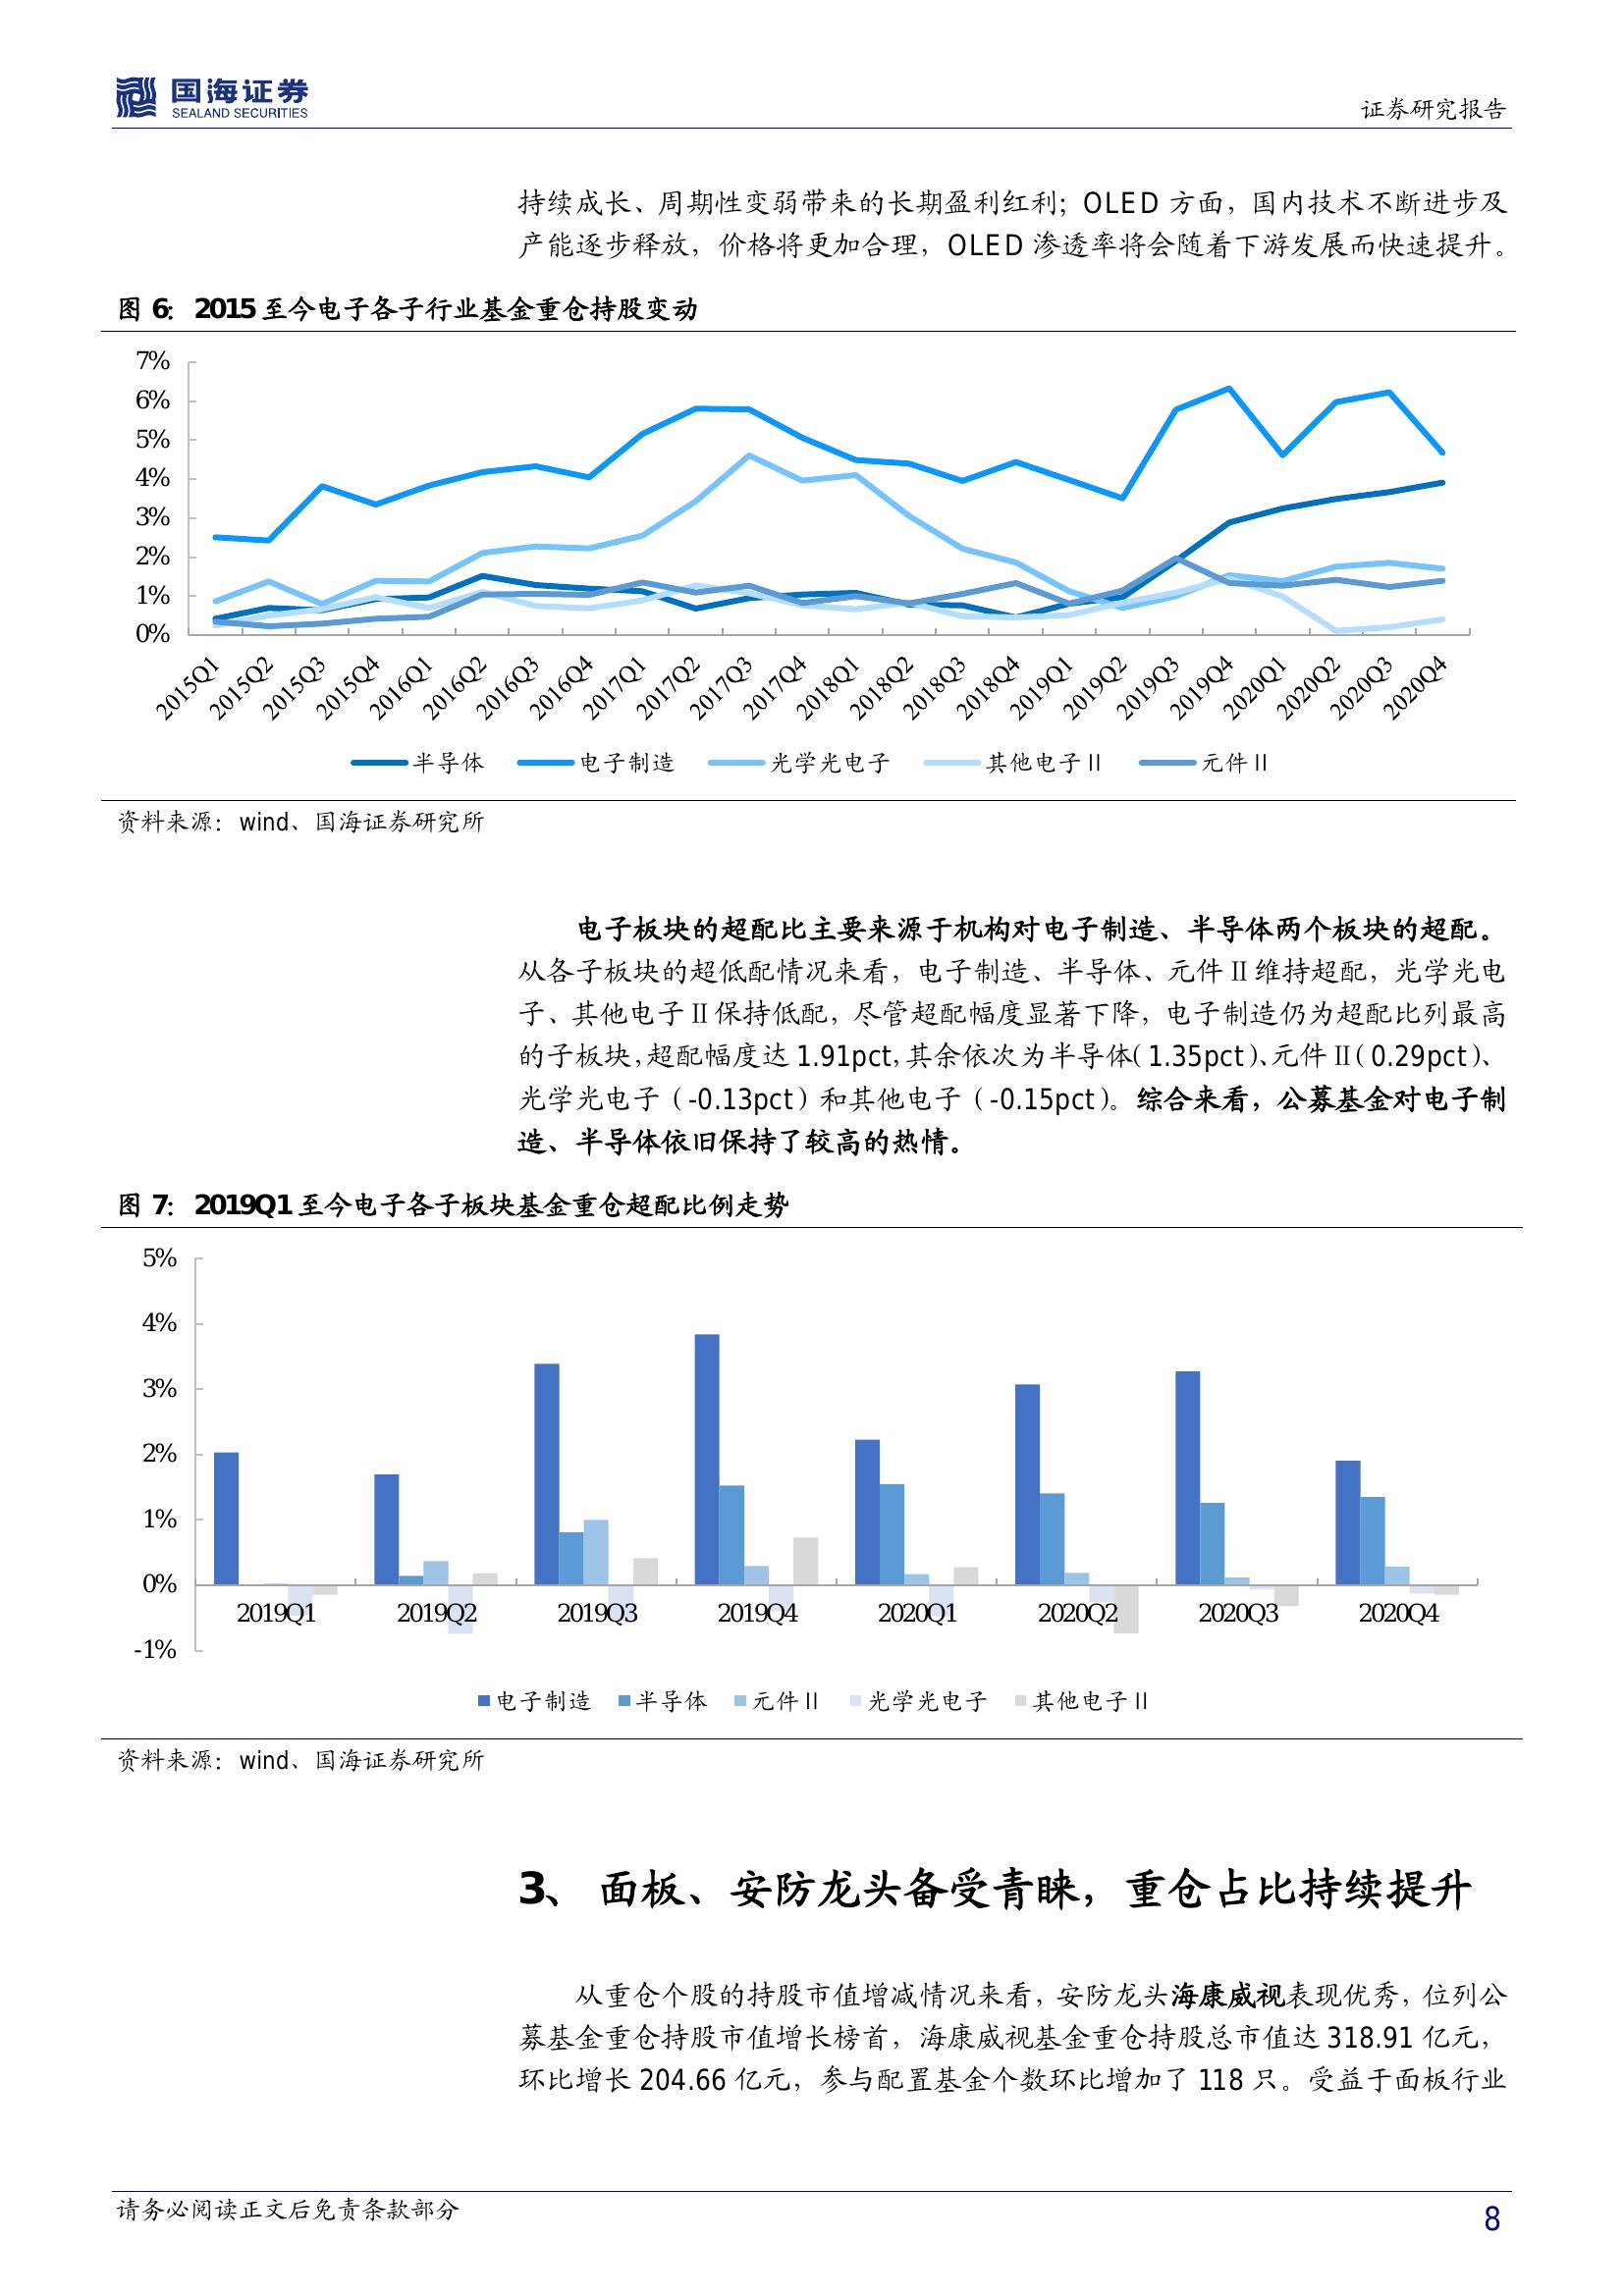 国海证券
SEALAND SECURITIES
证券研究报告
持续成长、周期性变弱带来的长期盈利红利；OLED 方面，国内技术不断进步及
产能逐步释放，价格将更加合理，OLED 渗透率将会随着下游发展而快速提升。
图 6： 2015 至今电子各子行业基金重仓持股变动
7%
6%
5%
4%
3%
2%
1%
0%
2015Q1 2015Q2 2015Q3 2015Q4 2016Q1 2016Q2 2016Q3 2016Q4 2017Q1 2017Q2 2017Q3 2017Q4 2018Q1 2018Q2 2018Q3 2018Q4 2019Q1 2019Q2 2019Q3 2019Q4 2020Q1 2020Q2 2020Q3 2020Q4
半导体 电子制造 光学光电子 其他电子Ⅱ 元件Ⅱ
资料来源：wind、国海证券研究所
电子板块的超配比主要来源于机构对电子制造、半导体两个板块的超配。
从各子板块的超低配情况来看，电子制造、半导体、元件Ⅱ维持超配，光学光电
子、其他电子Ⅱ保持低配，尽管超配幅度显著下降，电子制造仍为超配比列最高
的子板块，超配幅度达 1.91pct，其余依次为半导体（1.35pct）、元件Ⅱ（0.29pct）、
光学光电子（-0.13pct）和其他电子（-0.15pct）。综合来看，公募基金对电子制
造、半导体依旧保持了较高的热情。
图 7： 2019Q1 至今电子各子板块基金重仓超配比例走势
5%
4%
3%
2%
1%
0%
-1%
2019Q1 2019Q2 2019Q3 2019Q4 2020Q1 2020Q2 2020Q3 2020Q4
电子制造 半导体 元件Ⅱ 光学光电子 其他电子Ⅱ
资料来源：wind、国海证券研究所
3、 面板、安防龙头备受青睐，重仓占比持续提升
从重仓个股的持股市值增减情况来看，安防龙头海康威视表现优秀，位列公
募基金重仓持股市值增长榜首，海康威视基金重仓持股总市值达 318.91 亿元，
环比增长 204.66 亿元，参与配置基金个数环比增加了 118 只。受益于面板行业
请务必阅读正文后免责条款部分
8